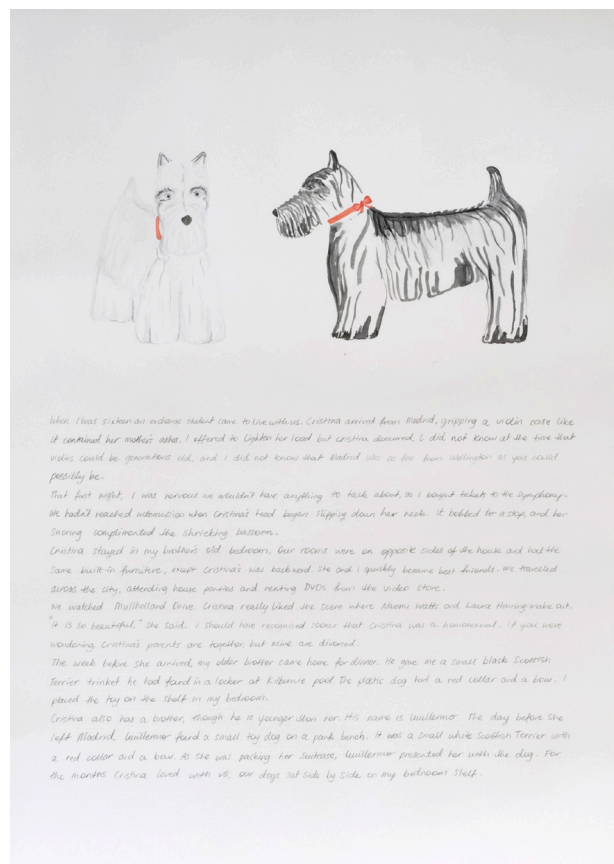 When I was sixteen an exchange student came to live with us. Cristina arrived from Madrid, gripping a violin case like
it contained her mother's ashes. I offered to lighten her load but Cristina demurred. I did not know at the time that
violins could be generations old, and I did not know that Madrid was as far from Wellington as you could
possibly be.
That first night, I was nervous we wouldn't have anything to talk about, so I bought tickets to the Symphony.
We hadn't reached intermission when Cristina's head began slipping down her neck. It bobbed to a stop, and her
snoring complimented the shrieking bassoon.
Cristina stayed in my brother's old bedroom. Our rooms were on opposite sides of the house and had the
same built-in furniture, except Cristina's was backward. She and I quickly became best friends. We travelled
across the city, attending house parties and renting DVDs from the video store.
We watched Mullholland Drive. Cristina really liked the scene where Naomi Watts and Laura Harring make out.
"It is so beautiful," she said. I should have recognised sooner that Cristina was a homosexual. If you were
wondering, Cristina's parents are together, but mine are divorced.
The week before she arrived, my older brother came home for dinner. He gave me a small black Scottish
Terrier trinket he had found in a locker at Kilbirnie pool. The plastic dog had a red collar and a bow. I
placed the toy on the shelf in my bedroom.
Cristina also has a brother, though he is younger than her. His name is Guillermo. The day before she
left Madrid, Guillermo found a small toy dog on a park bench. It was a small white Scottish Terrier with
a red collar and a bow. As she was packing her suitcase, Guillermo presented her with the dog. For
the months Cristina lived with us, our dogs sat side by side on my bedroom shelf.